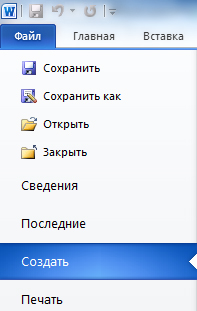 W
Файл Главная Вставка
Сохранить
Сохранить как
Открыть
Закрыть
Сведения
Последние
Создать
Печать